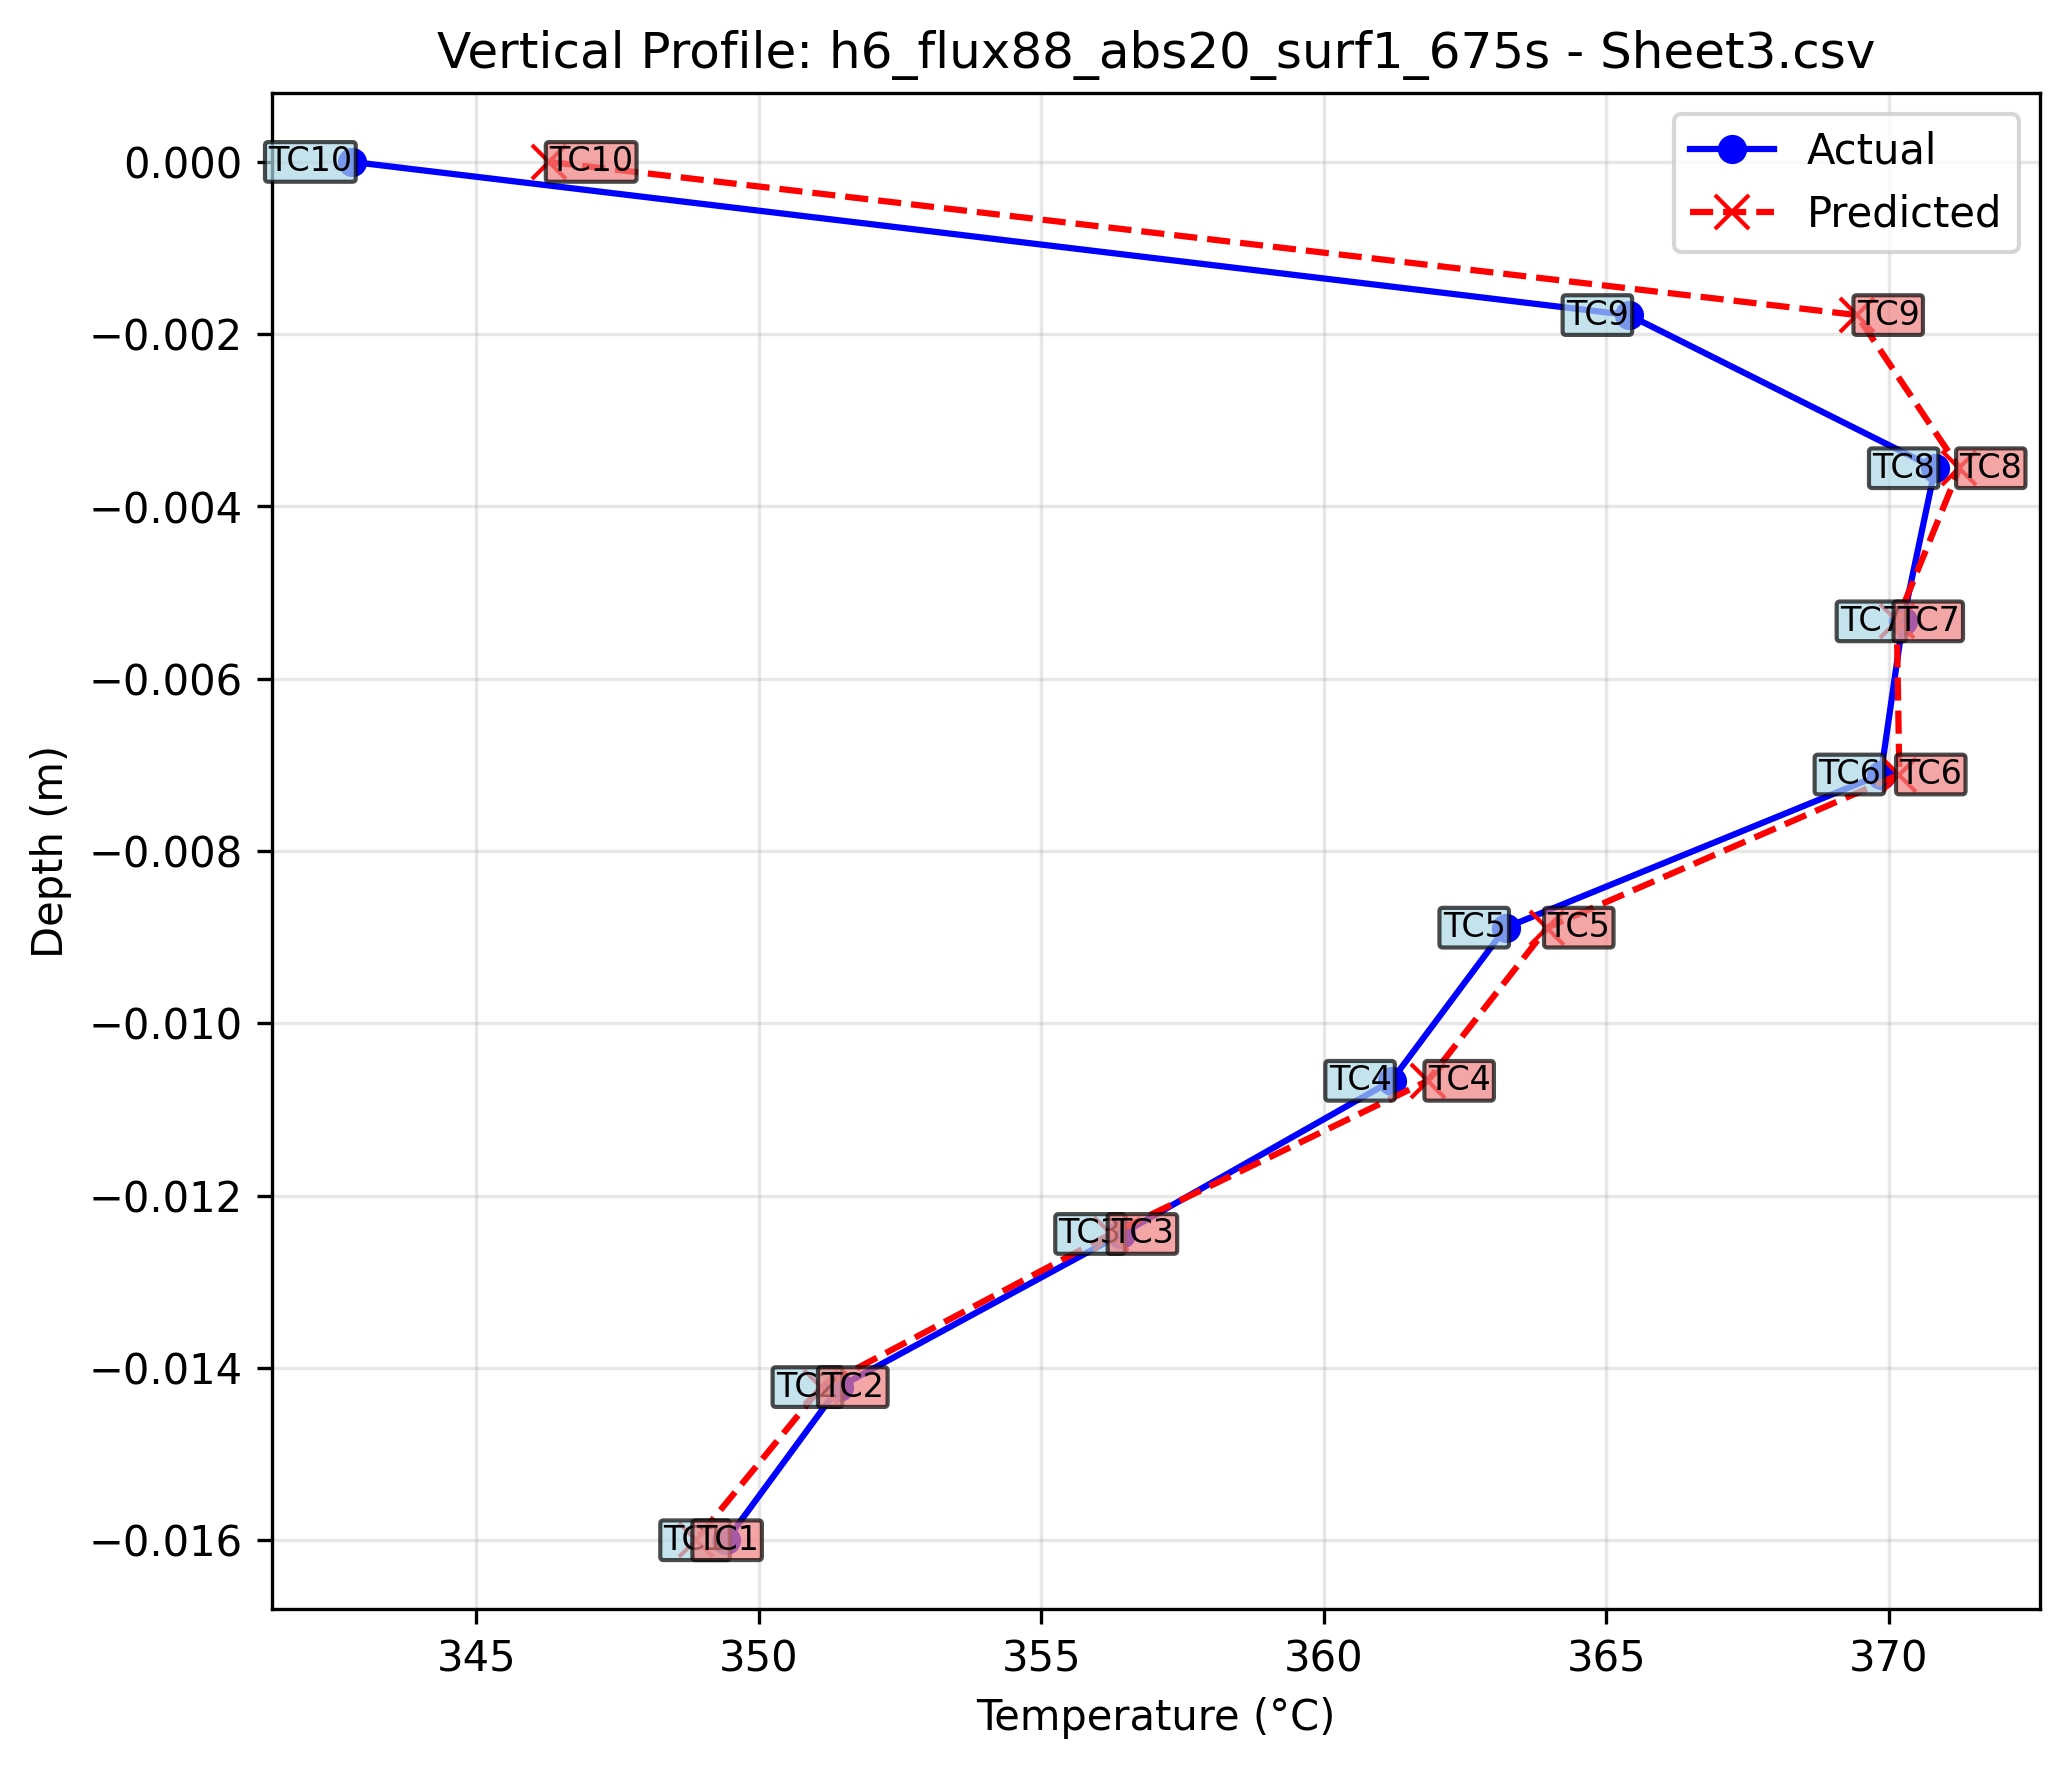 Vertical Profile: h6_flux88_abs20_surf1_675s - Sheet3.csv
Actual
Predicted
0.000
−0.002
−0.004
−0.006
−0.008
−0.010
−0.012
−0.014
−0.016
Depth (m)
TC10 TC10
TC9 TC9
TC8 TC8
TC7 TC7
TC6 TC6
TC5 TC5
TC4 TC4
TC3 TC3
TC2
TC1
345 350 355 360 365 370
Temperature (°C)